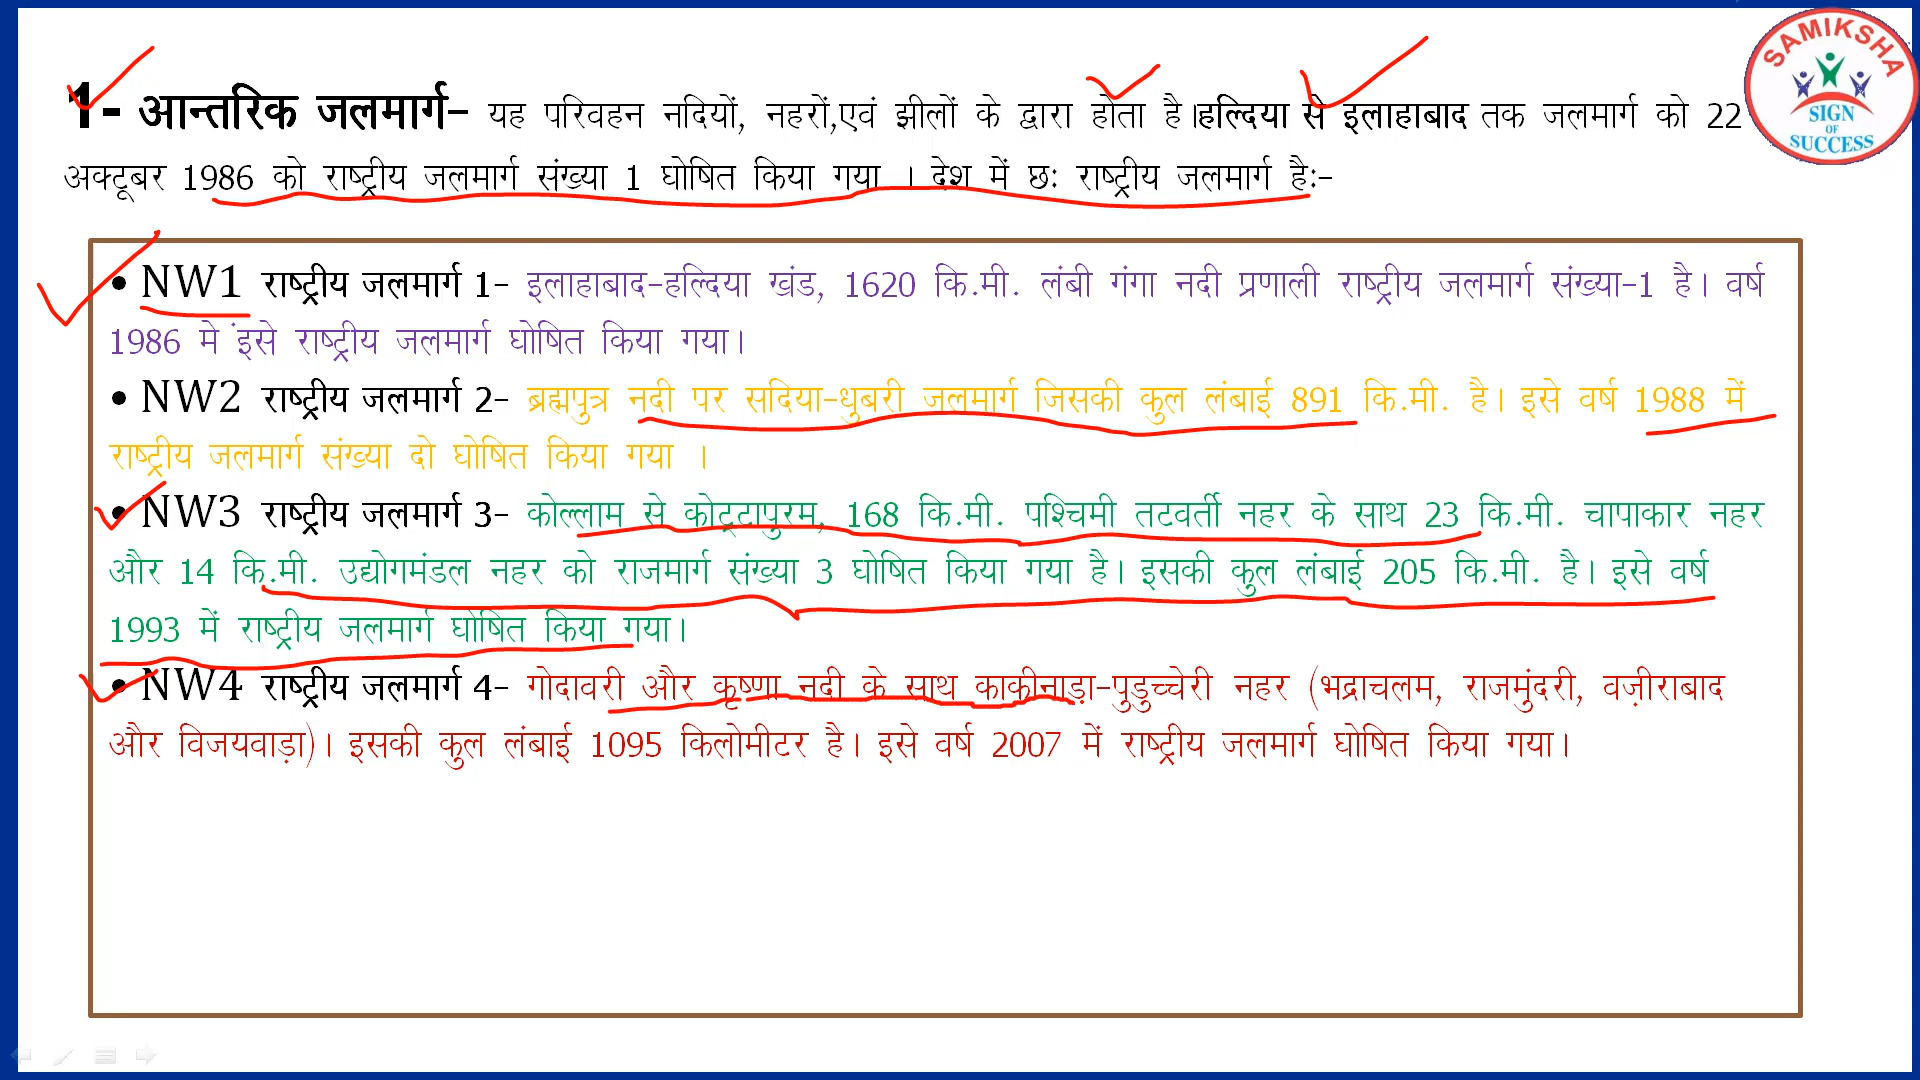 1- आन्तरिक जलमार्ग- यह परिवहन नदियों, नहरों,एवं झीलों के द्वारा होता है।हल्दिया से इलाहाबाद तक जलमार्ग को 22
अक्टूबर 1986 को राष्ट्रीय जलमार्ग संख्या 1 घोषित किया गया । देश में छः राष्ट्रीय जलमार्ग हैः-
SAMIKSHA
SIGN
OF
SUCCESS
• NW1 राष्ट्रीय जलमार्ग 1- इलाहाबाद-हल्दिया खंड, 1620 कि.मी. लंबी गंगा नदी प्रणाली राष्ट्रीय जलमार्ग संख्या-1 है। वर्ष
1986 में इसे राष्ट्रीय जलमार्ग घोषित किया गया।
• NW2 राष्ट्रीय जलमार्ग 2- ब्रह्मपुत्र नदी पर सदिया-धुबरी जलमार्ग जिसकी कुल लंबाई 891 कि.मी. है। इसे वर्ष 1988 में
राष्ट्रीय जलमार्ग संख्या दो घोषित किया गया ।
• NW3 राष्ट्रीय जलमार्ग 3- कोल्लाम से कोट्टापुरम, 168 कि.मी. पश्चिमी तटवर्ती नहर के साथ 23 कि.मी. चापाकार नहर
और 14 कि.मी. उद्योगमंडल नहर को राजमार्ग संख्या 3 घोषित किया गया है। इसकी कुल लंबाई 205 कि.मी. है। इसे वर्ष
1993 में राष्ट्रीय जलमार्ग घोषित किया गया।
• NW4 राष्ट्रीय जलमार्ग 4- गोदावरी और कृष्णा नदी के साथ काकीनाड़ा-पुडुच्चेरी नहर (भद्राचलम, राजमुंदरी, वज़ीराबाद
और विजयवाड़ा)। इसकी कुल लंबाई 1095 किलोमीटर है। इसे वर्ष 2007 में राष्ट्रीय जलमार्ग घोषित किया गया।